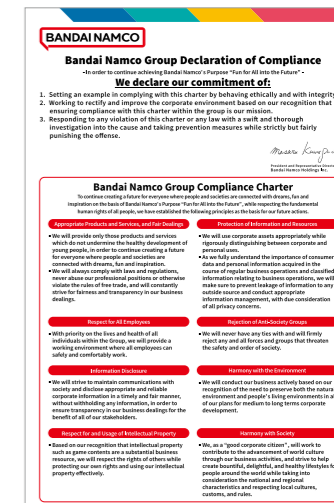 BANDAI NAMCO
Bandai Namco Group Declaration of Compliance
-In order to continue achieving Bandai Namco's Purpose "Fun for All into the Future" -
We declare our commitment of:
1. Setting an example in complying with this charter by behaving ethically and with integrity
2. Working to rectify and improve the corporate environment based on our recognition that
ensuring compliance with this charter within the group is our mission.
3. Responding to any violation of this charter or any law with a swift and thorough
investigation into the cause and taking prevention measures while strictly but fairly
punishing the offense.
President and Representative Director
Bandai Namco Holdings Inc.
Bandai Namco Group Compliance Charter
To continue creating a future for everyone where people and societies are connected with dreams, fun and
inspiration on the basis of Bandai Namco's Purpose "Fun for All into the Future", while respecting the fundamental
human rights of all people, we have established the following principles as the basis for our future actions.
Appropriate Products and Services, and Fair Dealings
• We will provide only those products and services
which do not undermine the healthy development of
young people, in order to continue creating a future
for everyone where people and societies are
connected with dreams, fun and inspiration.
• We will always comply with laws and regulations,
never abuse our professional positions or otherwise
violate the rules of free trade, and will constantly
strive for fairness and transparency in our business
dealings.
Respect for All Employees
• With priority on the lives and health of all
individuals within the Group, we will provide a
working environment where all employees can
safely and comfortably work.
Information Disclosure
• We will strive to maintain communications with
society and disclose appropriate and reliable
corporate information in a timely and fair manner,
without withholding any information, in order to
ensure transparency in our business dealings for the
benefit of all of our stakeholders.
Respect for and Usage of Intellectual Property
• Based on our recognition that intellectual property
such as game contents are a substantial business
resource, we will respect the rights of others while
protecting our own rights and using our intellectual
property effectively.
Protection of Information and Resources
• We will use corporate assets appropriately while
rigorously distinguishing between corporate and
personal uses.
• As we fully understand the importance of consumer
data and personal information acquired in the
course of regular business operations and classified
information relating to business operations, we will
make sure to prevent leakage of information to any
outside source and conduct appropriate
information management, with due consideration
of all privacy concerns.
Rejection of Anti-Society Groups
• We will never have any ties with and will firmly
reject any and all forces and groups that threaten
the safety and order of society.
Harmony with the Environment
• We will conduct our business actively based on our
recognition of the need to preserve both the natural
environment and people's living environments in all
of our plans for medium to long terms corporate
development.
Harmony with Society
• We, as a "good corporate citizen", will work to
contribute to the advancement of world culture
through our business activities, and strive to help
create bountiful, delightful, and healthy lifestyles for
people around the world while taking into
consideration the national and regional
characteristics and respecting local cultures,
customs, and rules.